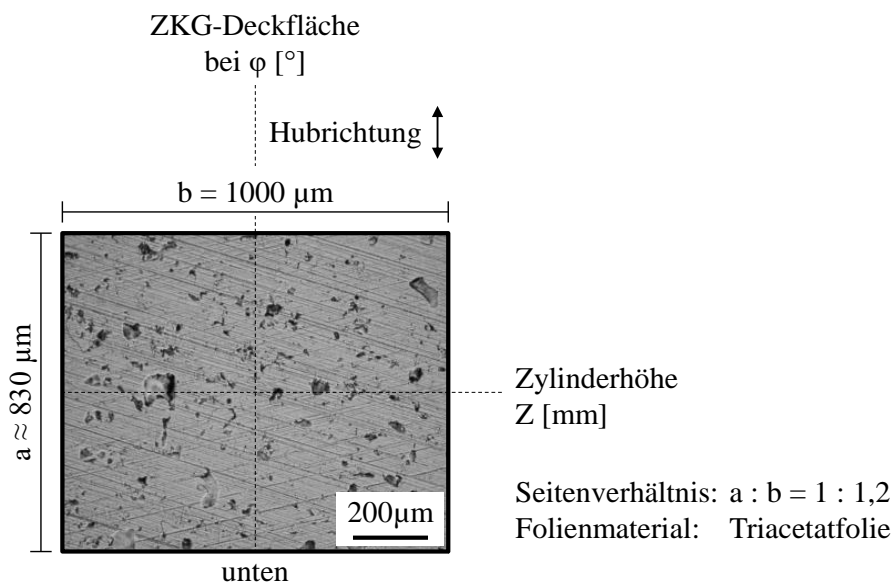 ZKG-Deckfläche
bei φ [°]
Hubrichtung
b = 1000 µm
a ≈ 830 µm
Zylinderhöhe
Z [mm]
Seitenverhältnis: a : b = 1 : 1,2
Folienmaterial: Triacetatfolie
200µm
unten